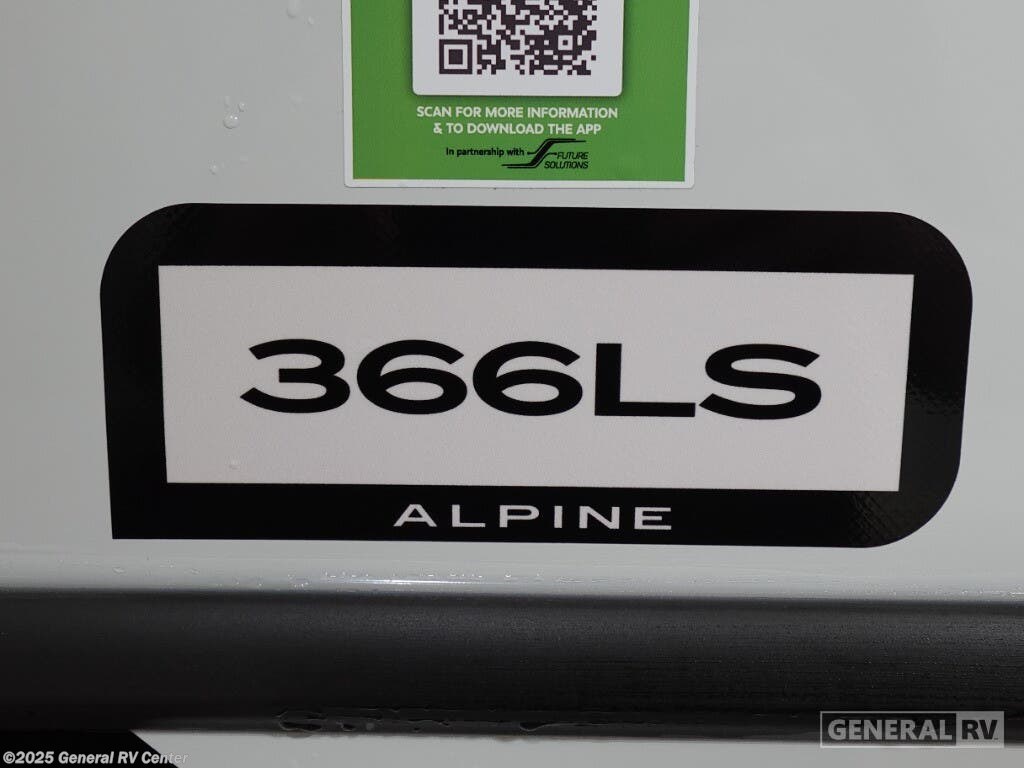 SCAN FOR MORE INFORMATION
& TO DOWNLOAD THE APP
In partnership with FUTURE
SOLUTIONS
366LS
ALPINE
GENERAL RV
©2025 General RV Center